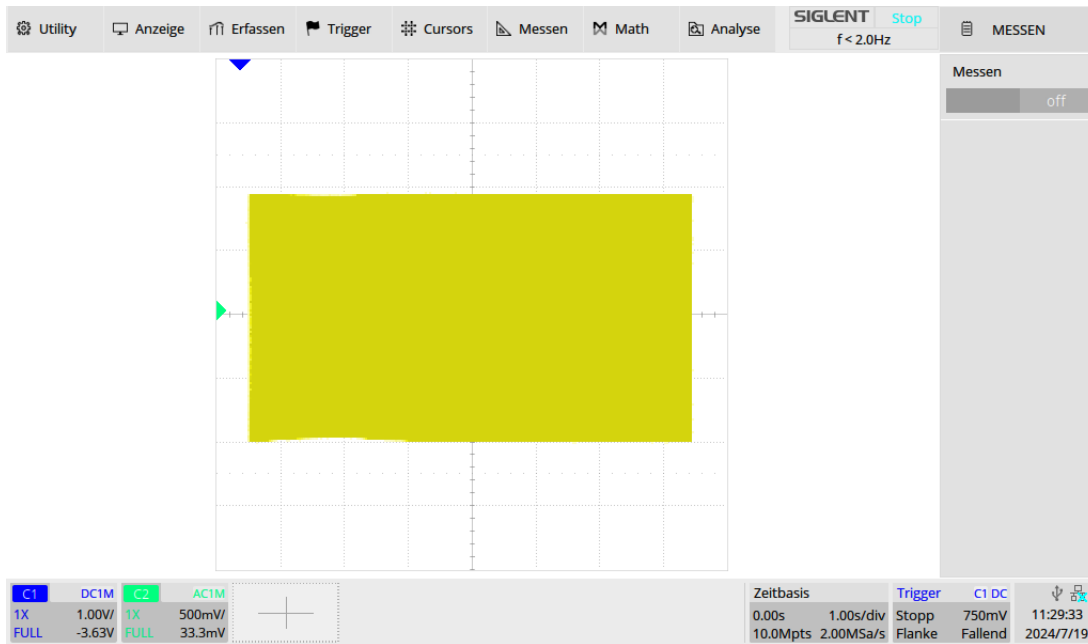 Utility Anzeige Erfassen Trigger Cursors Messen Math Analyse SIGLENT Stop MESSEN
f < 2.0Hz
Messen
off
C1 DC1M C2 AC1M Zeitbasis Trigger C1 DC
1X 1.00V/ 1X 500mV/ 0.00s 1.00s/div Stopp 750mV 11:29:33
FULL -3.63V FULL 33.3mV 10.0Mpts 2.00MSa/s Flanke Fallend 2024/7/19